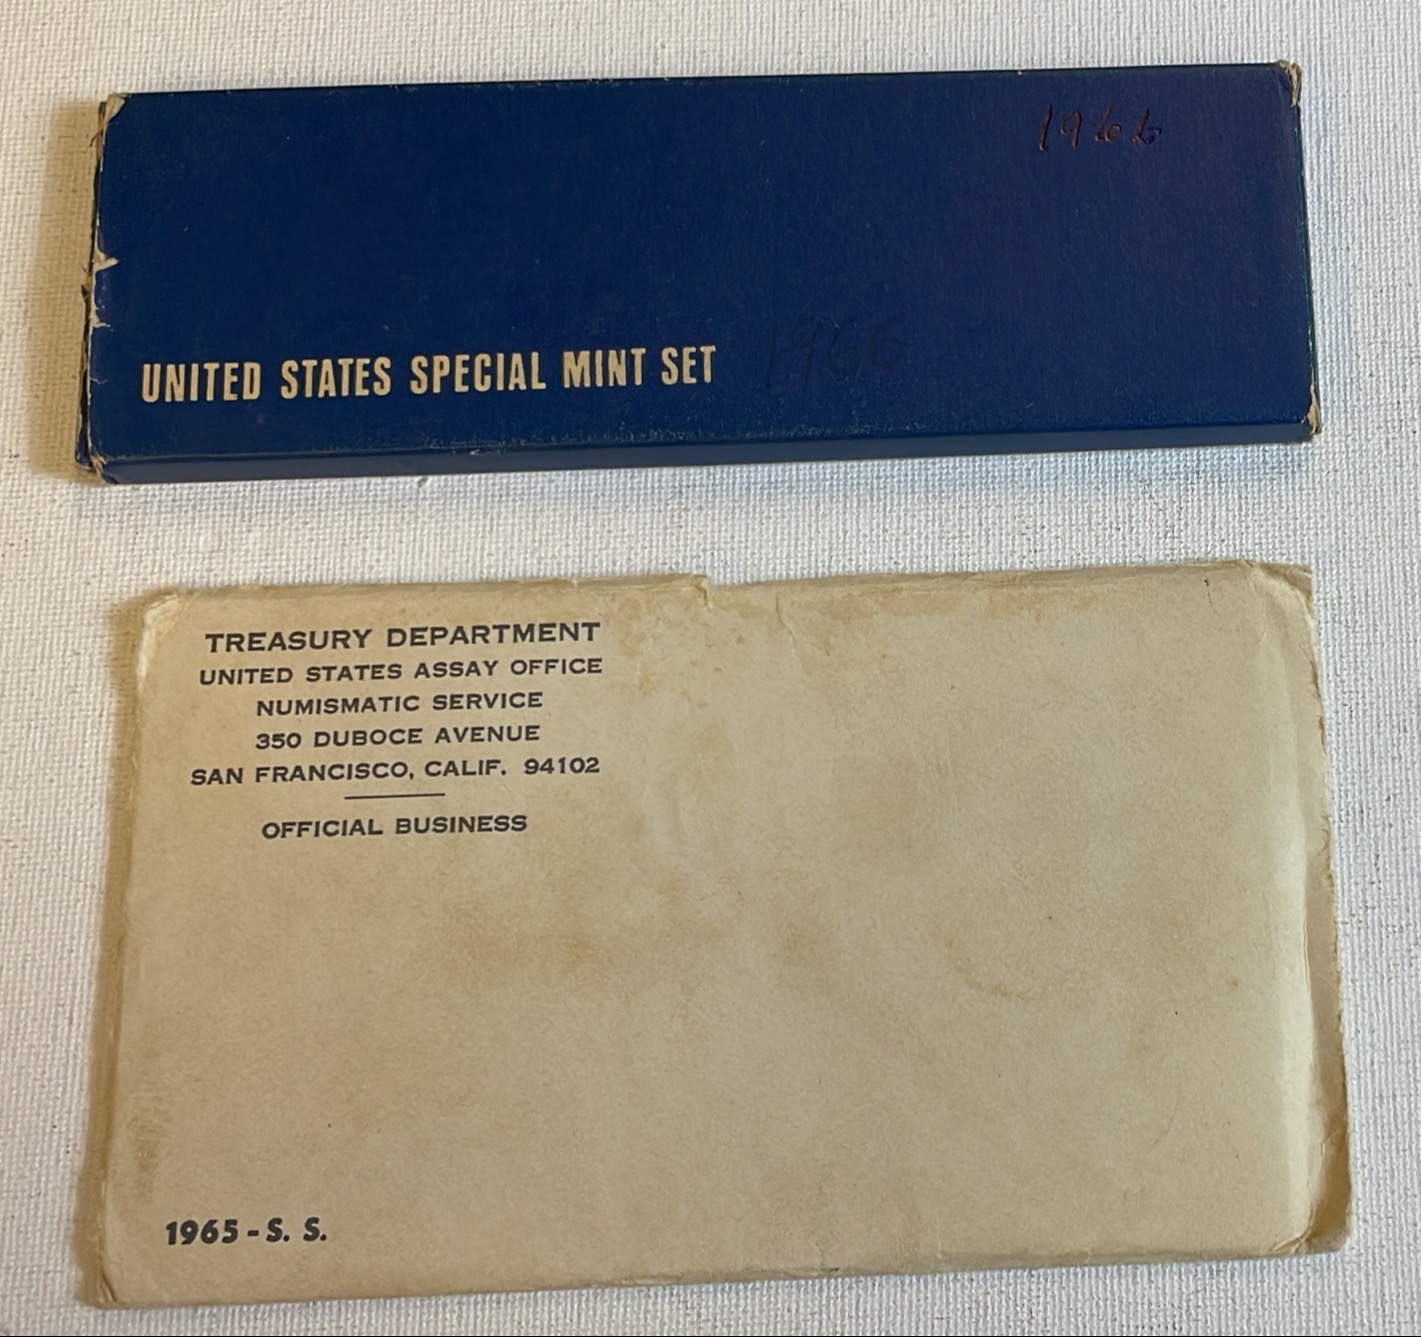 1966
UNITED STATES SPECIAL MINT SET 1966
TREASURY DEPARTMENT
UNITED STATES ASSAY OFFICE
NUMISMATIC SERVICE
350 DUBOCE AVENUE
SAN FRANCISCO, CALIF. 94102
OFFICIAL BUSINESS
1965-S. S.